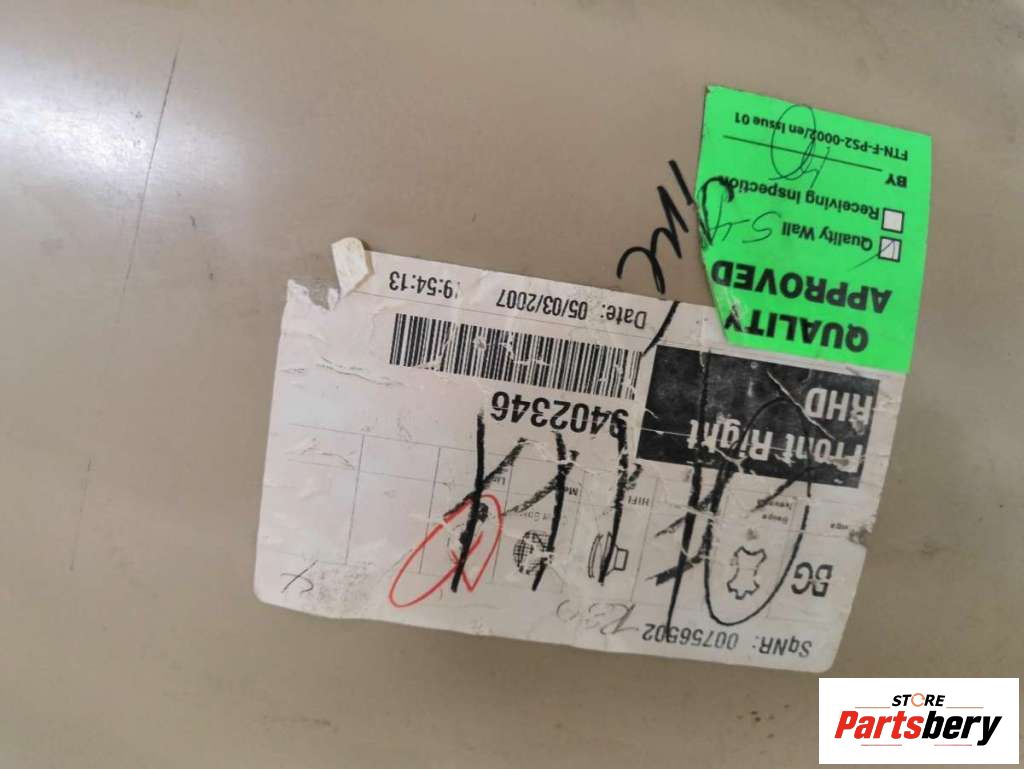 QUALITY
APPROVED
Quality Wall
Receiving Inspection
BY
FTN-F-PS2-0002/en Issue 01
Front Right
RHD
Date: 05/03/2007 19:54:13
9402346
HIFI
BG
SqNR: 00756502
STORE
Partsbery